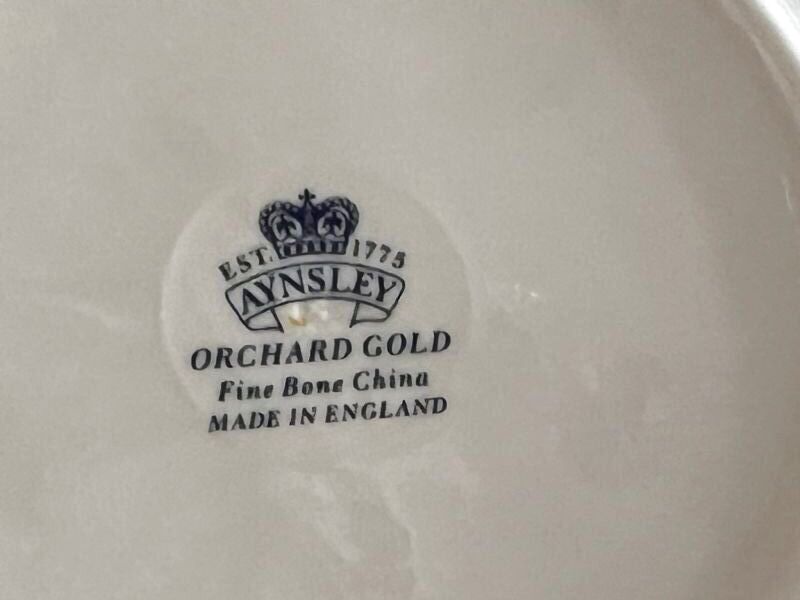 EST. 1775
AYNSLEY
ORCHARD GOLD
Fine Bone China
MADE IN ENGLAND